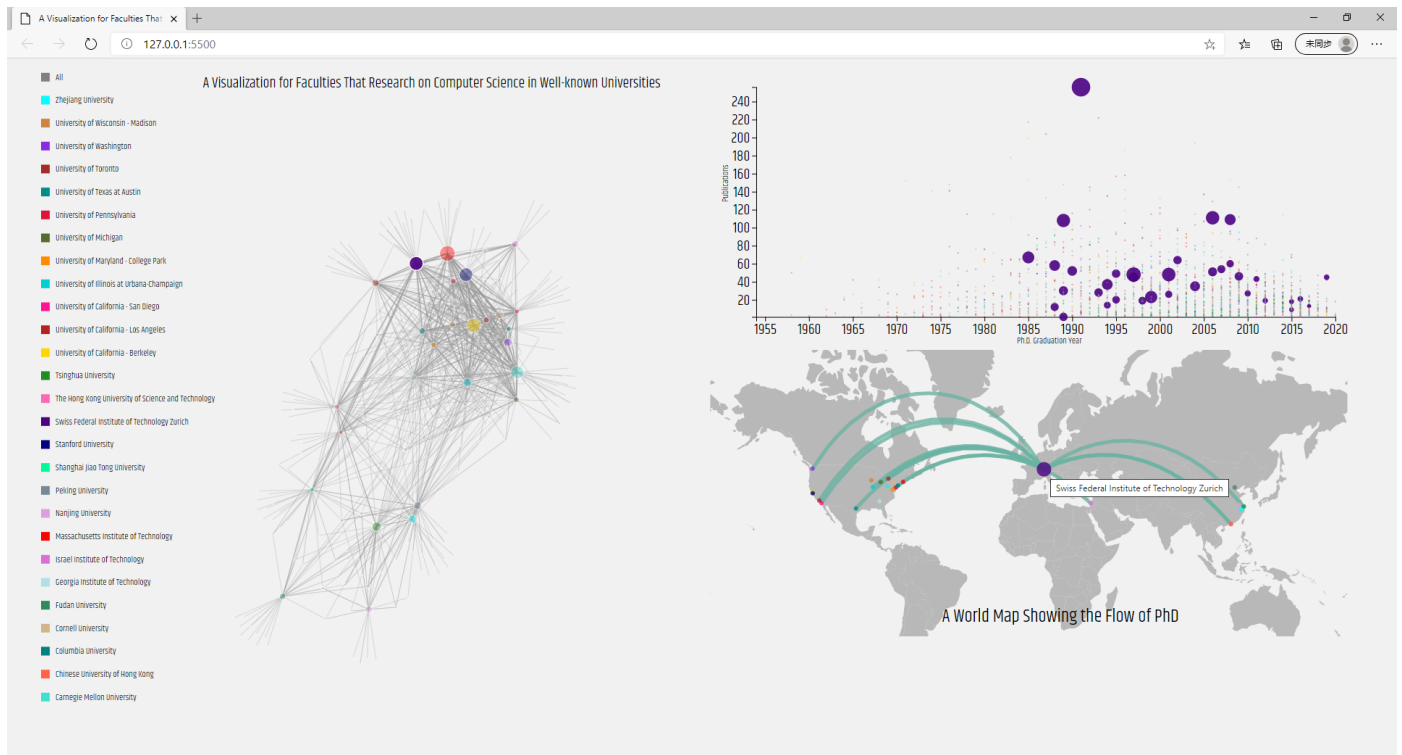 A Visualization for Faculties That
127.0.0.1:5500
未同步
All
Zhejiang University
University of Wisconsin - Madison
University of Washington
University of Toronto
University of Texas at Austin
University of Pennsylvania
University of Michigan
University of Maryland - College Park
University of Illinois at Urbana-Champaign
University of California - San Diego
University of California - Los Angeles
University of California - Berkeley
Tsinghua University
The Hong Kong University of Science and Technology
Swiss Federal Institute of Technology Zurich
Stanford University
Shanghai Jiao Tong University
Peking University
Nanjing University
Massachusetts Institute of Technology
Israel Institute of Technology
Georgia Institute of Technology
Fudan University
Cornell University
Columbia University
Chinese University of Hong Kong
Carnegie Mellon University
A Visualization for Faculties That Research on Computer Science in Well-known Universities
240
220
200
180
160
140
120
100
80
60
40
20
Publications
1955 1960 1965 1970 1975 1980 1985 1990 1995 2000 2005 2010 2015 2020
Ph.D. Graduation Year
Swiss Federal Institute of Technology Zurich
A World Map Showing the Flow of PhD